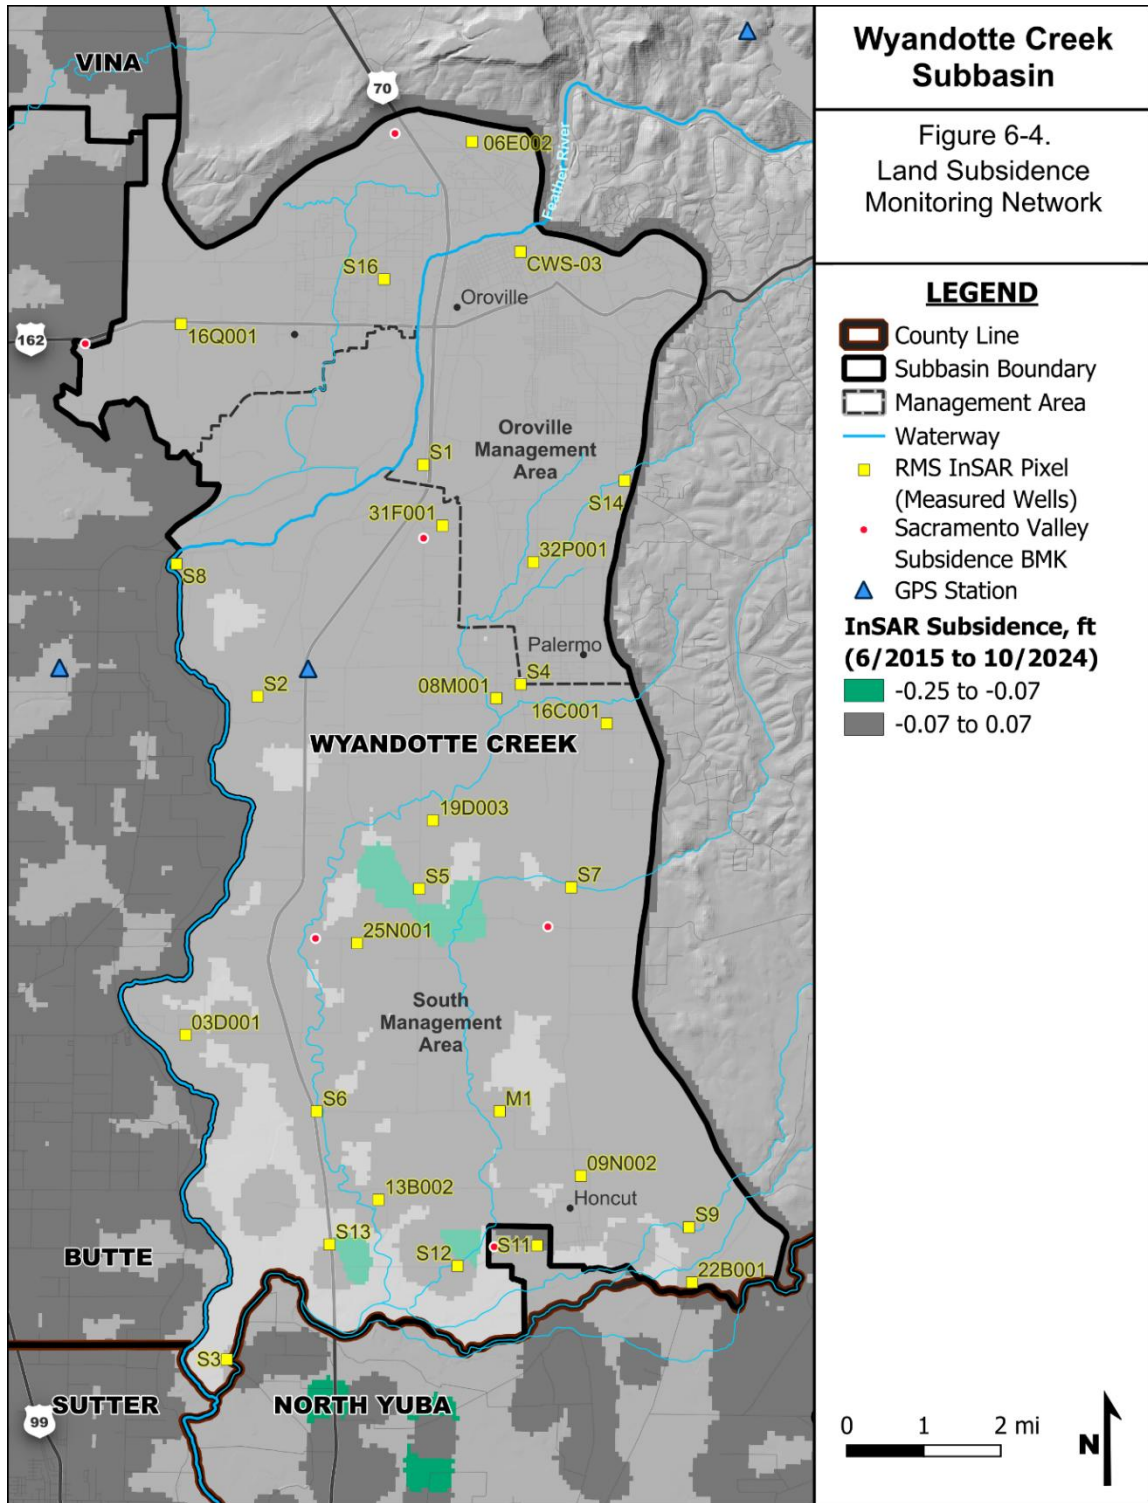 Wyandotte Creek
Subbasin
Figure 6-4.
Land Subsidence
Monitoring Network
LEGEND
County Line
Subbasin Boundary
Management Area
Waterway
RMS InSAR Pixel
(Measured Wells)
Sacramento Valley
Subsidence BMK
GPS Station
InSAR Subsidence, ft
(6/2015 to 10/2024)
-0.25 to -0.07
-0.07 to 0.07
0 1 2 mi
N
VINA
70
06E002
Feather River
S16
CWS-03
Oroville
16Q001
162
Oroville
Management
Area
S1
S14
31F001
32P001
S8
Palermo
S2
08M001
S4
16C001
WYANDOTTE CREEK
19D003
S5
S7
25N001
South
Management
Area
03D001
S6
M1
09N002
Honcut
13B002
S9
S13
S12
S11
BUTTE
22B001
S3
SUTTER
NORTH YUBA
99